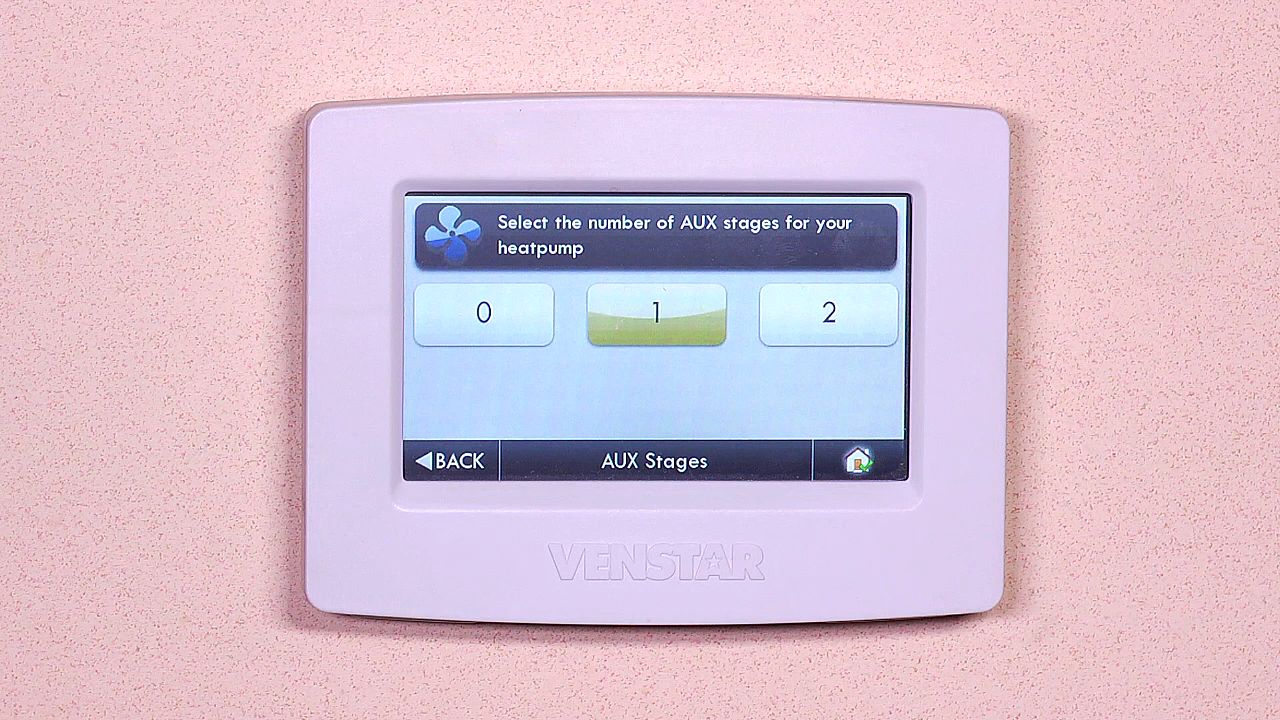 Select the number of AUX stages for your
heatpump
0 1 2
BACK AUX Stages
VENSTAR